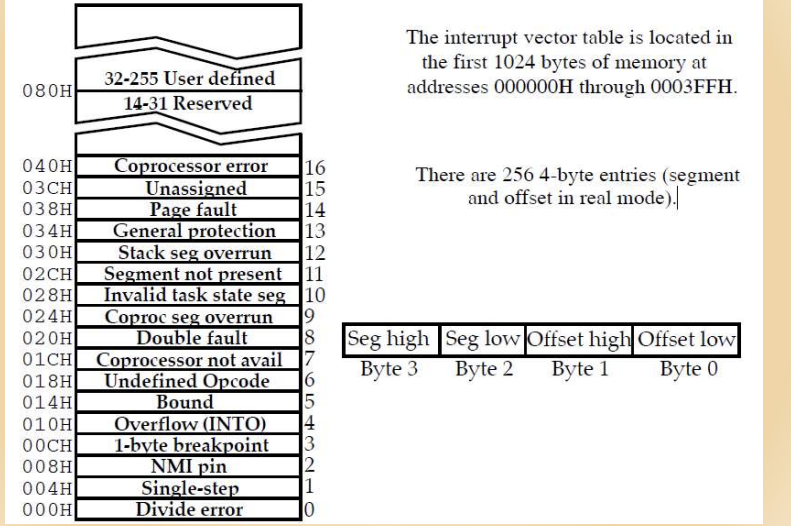 The interrupt vector table is located in
the first 1024 bytes of memory at
addresses 000000H through 0003FFH.
There are 256 4-byte entries (segment
and offset in real mode).
32-255 User defined
080H
14-31 Reserved
040H Coprocessor error 16
03CH Unassigned 15
038H Page fault 14
034H General protection 13
030H Stack seg overrun 12
02CH Segment not present 11
028H Invalid task state seg 10
024H Coproc seg overrun 9
020H Double fault 8
01CH Coprocessor not avail 7
018H Undefined Opcode 6
014H Bound 5
010H Overflow (INTO) 4
00CH 1-byte breakpoint 3
008H NMI pin 2
004H Single-step 1
000H Divide error 0
Seg high Seg low Offset high Offset low
Byte 3 Byte 2 Byte 1 Byte 0